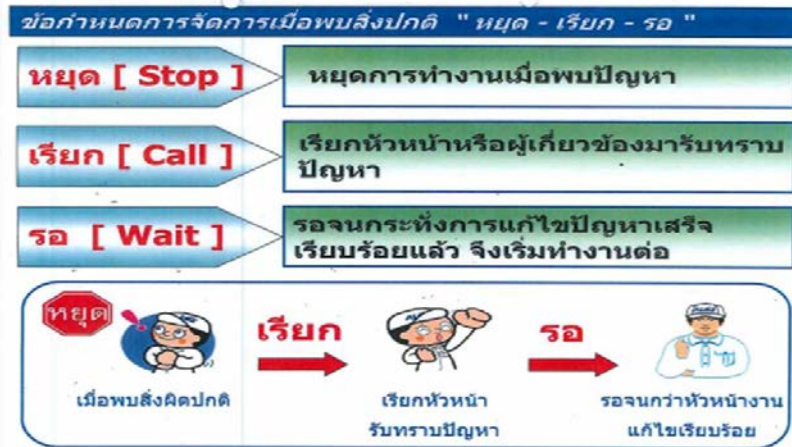 ข้อกำหนดการจัดการเมื่อพบสิ่งปกติ " หยุด - เรียก - รอ "
หยุด [ Stop ]
หยุดการทำงานเมื่อพบปัญหา
เรียก [ Call ]
เรียกหัวหน้าหรือผู้เกี่ยวข้องมารับทราบ
ปัญหา
รอ [ Wait ]
รอจนกระทั่งการแก้ไขปัญหาเสร็จ
เรียบร้อยแล้ว จึงเริ่มทำงานต่อ
หยุด
เรียก
รอ
เมื่อพบสิ่งผิดปกติ
เรียกหัวหน้า
รับทราบปัญหา
รอจนกว่าหัวหน้างาน
แก้ไขเรียบร้อย